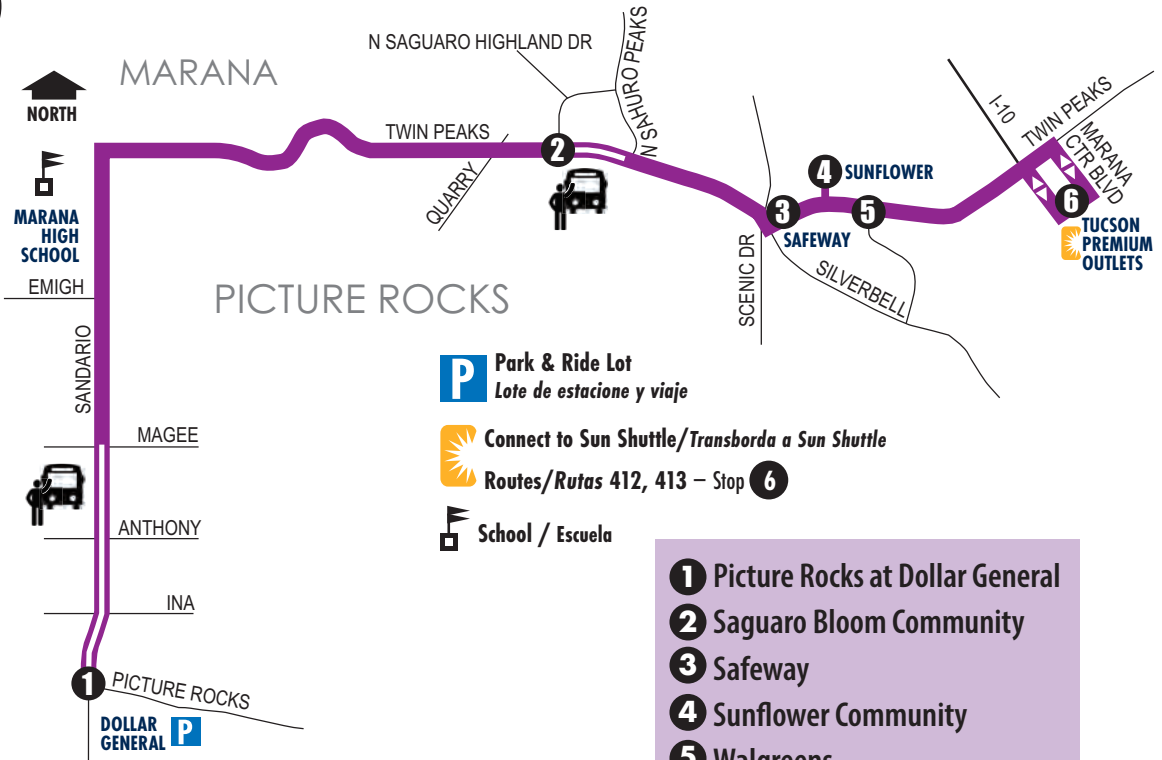 N SAGUARO HIGHLAND DR
N SAHURO PEAKS
MARANA
NORTH
TWIN PEAKS
QUARRY
2
I-10
TWIN PEAKS
MARANA
CTR BLVD
4 SUNFLOWER
3
5
6
SAFEWAY
TUCSON
PREMIUM
OUTLETS
MARANA
HIGH
SCHOOL
EMIGH
PICTURE ROCKS
SCENIC DR
SILVERBELL
SANDARIO
P Park & Ride Lot
Lote de estacione y viaje
MAGEE
Connect to Sun Shuttle/Transborda a Sun Shuttle
Routes/Rutas 412, 413 – Stop 6
ANTHONY
School / Escuela
INA
1 PICTURE ROCKS
DOLLAR
GENERAL P
1 Picture Rocks at Dollar General
2 Saguaro Bloom Community
3 Safeway
4 Sunflower Community
5 Walgreens